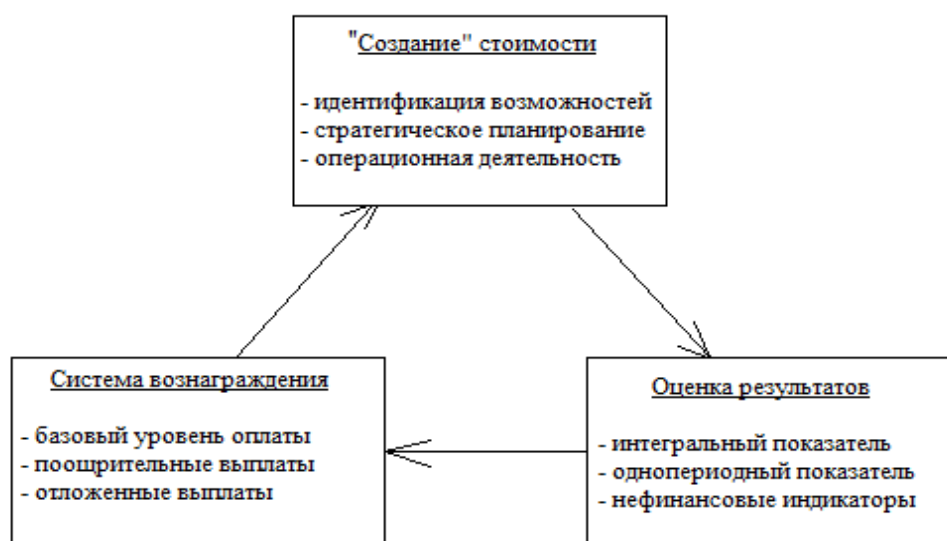 "Создание" стоимости
- идентификация возможностей
- стратегическое планирование
- операционная деятельность
Система вознаграждения
- базовый уровень оплаты
- поощрительные выплаты
- отложенные выплаты
Оценка результатов
- интегральный показатель
- однопериодный показатель
- нефинансовые индикаторы